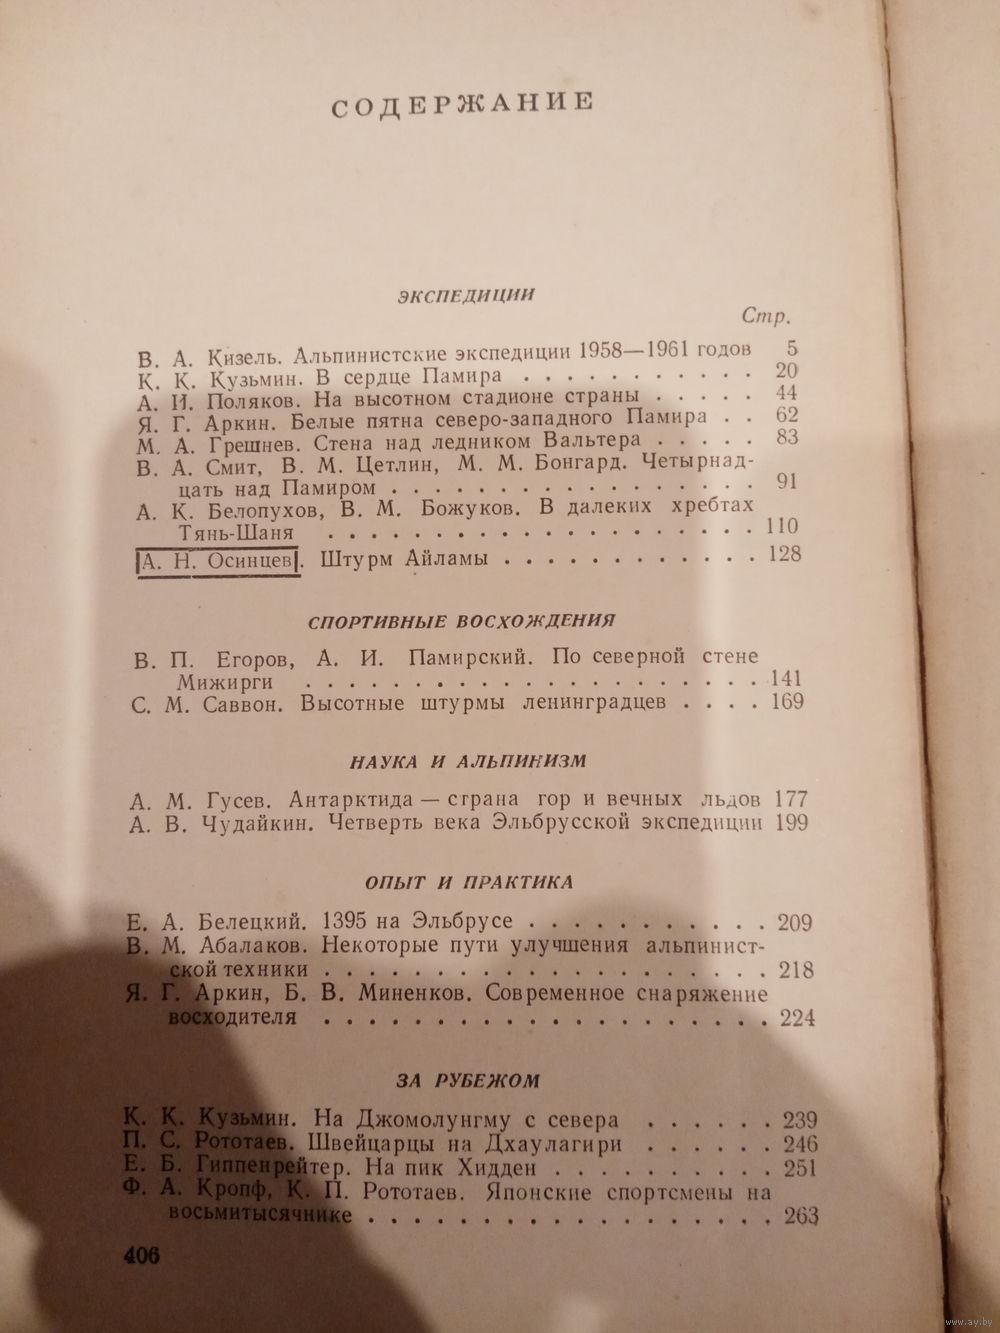 СОДЕРЖАНИЕ
ЭКСПЕДИЦИИ
Стр.
В. А. Кизель. Альпинистские экспедиции 1958—1961 годов 5
К. К. Кузьмин. В сердце Памира . . . . . . . . . . . 20
А. И. Поляков. На высотном стадионе страны . . . . . 44
Я. Г. Аркин. Белые пятна северо-западного Памира . . 62
М. А. Грешнев. Стена над ледником Вальтера . . . . . 83
В. А. Смит, В. М. Цетлин, М. М. Бонгард. Четырнад-
цать над Памиром . . . . . . . . . . . . . . . . 91
А. К. Белопухов, В. М. Божуков. В далеких хребтах
Тянь-Шаня . . . . . . . . . . . . . . . . . . . 110
А. Н. Осинцев. Штурм Айламы . . . . . . . . . . . . 128
СПОРТИВНЫЕ ВОСХОЖДЕНИЯ
В. П. Егоров, А. И. Памирский. По северной стене
Мижирги . . . . . . . . . . . . . . . . . . . . 141
С. М. Саввон. Высотные штурмы ленинградцев . . . . 169
НАУКА И АЛЬПИНИЗМ
А. М. Гусев. Антарктида — страна гор и вечных льдов 177
А. В. Чудайкин. Четверть века Эльбрусской экспедиции 199
ОПЫТ И ПРАКТИКА
Е. А. Белецкий. 1395 на Эльбрусе . . . . . . . . . . . 209
В. М. Абалаков. Некоторые пути улучшения альпинист-
ской техники . . . . . . . . . . . . . . . . . . . 218
Я. Г. Аркин, Б. В. Миненков. Современное снаряжение
восходителя . . . . . . . . . . . . . . . . . . . 224
ЗА РУБЕЖОМ
К. К. Кузьмин. На Джомолунгму с севера . . . . . . 239
П. С. Рототаев. Швейцарцы на Дхаулагири . . . . . . 246
Е. Б. Гиппенрейтер. На пик Хидден . . . . . . . . . . 251
Ф. А. Кропф, К. П. Рототаев. Японские спортсмены на
восьмитысячнике . . . . . . . . . . . . . . . . . 263
406
www.ay.by